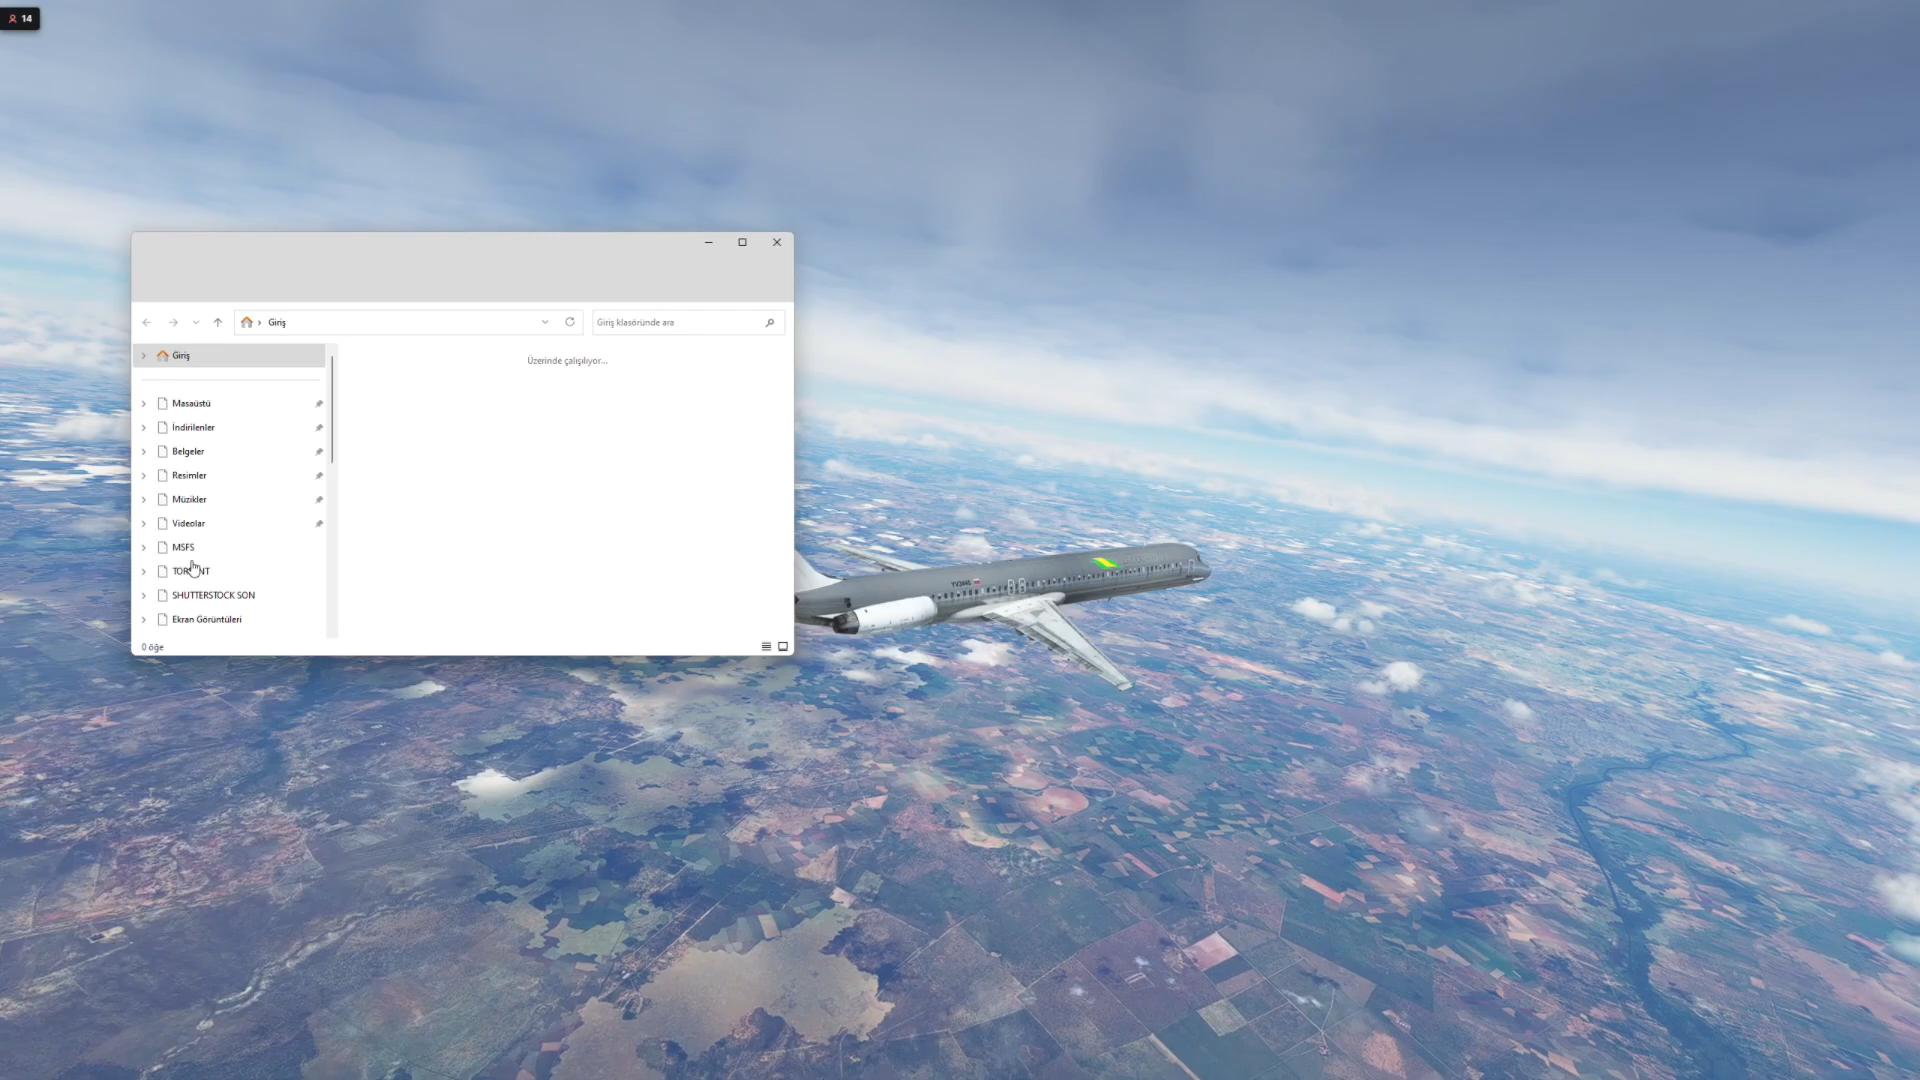 14
Giriş
Giriş klasöründe ara
Giriş
Üzerinde çalışılıyor...
Masaüstü
İndirilenler
Belgeler
Resimler
Müzikler
Videolar
MSFS
SHUTTERSTOCK SON
Ekran Görüntüleri
0 öğe